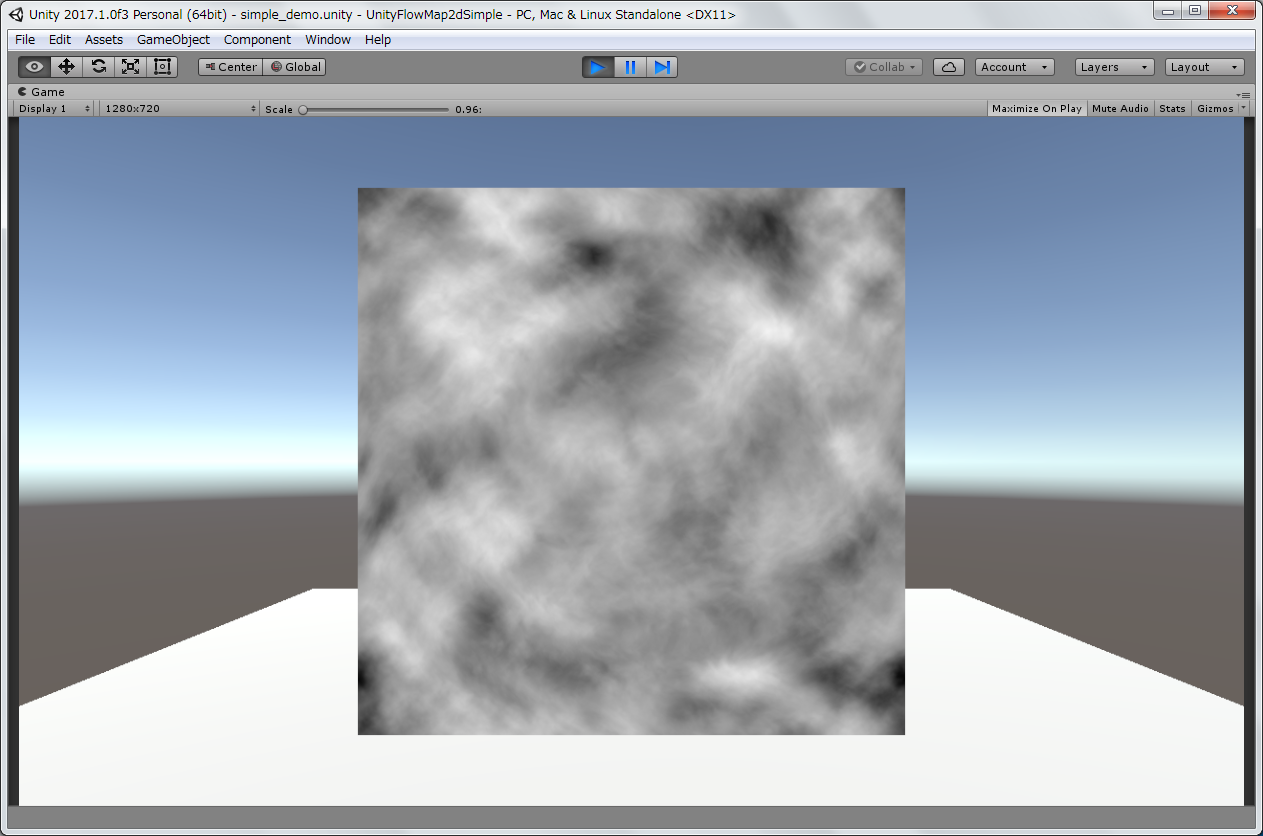 Unity 2017.1.0f3 Personal (64bit) - simple_demo.unity - UnityFlowMap2dSimple - PC, Mac & Linux Standalone <DX11>
File Edit Assets GameObject Component Window Help
Center Global Collab Account Layers Layout
Game
Display 1 1280x720 Scale 0.96: Maximize On Play Mute Audio Stats Gizmos